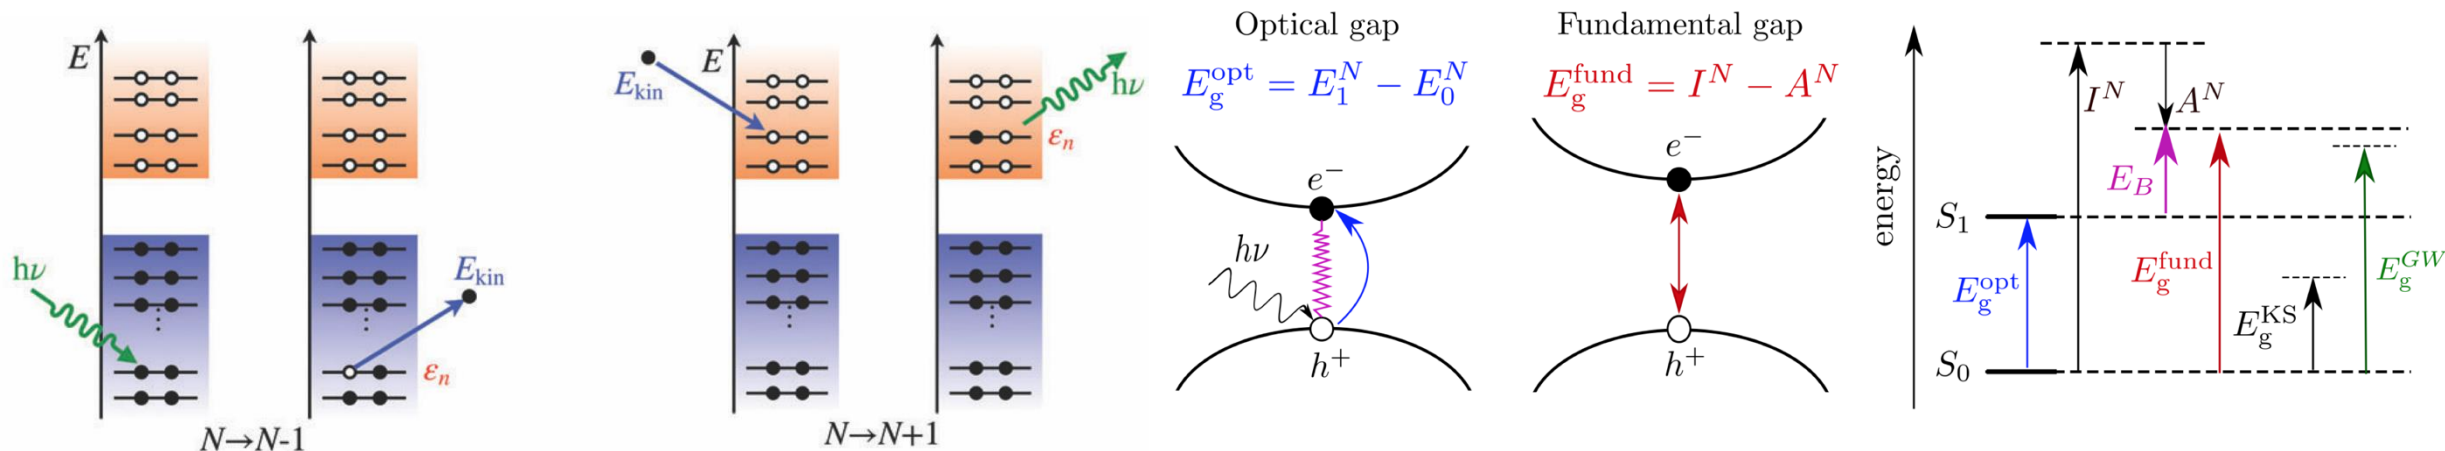 E
hν
E_kin
ε_n
N→N-1
E_kin
E
hν
ε_n
N→N+1
Optical gap
E_g^opt = E_1^N − E_0^N
e⁻
hν
h⁺
Fundamental gap
E_g^fund = I^N − A^N
e⁻
h⁺
energy
I^N
A^N
E_B
S_1
E_g^opt
E_g^fund
E_g^GW
E_g^KS
S_0